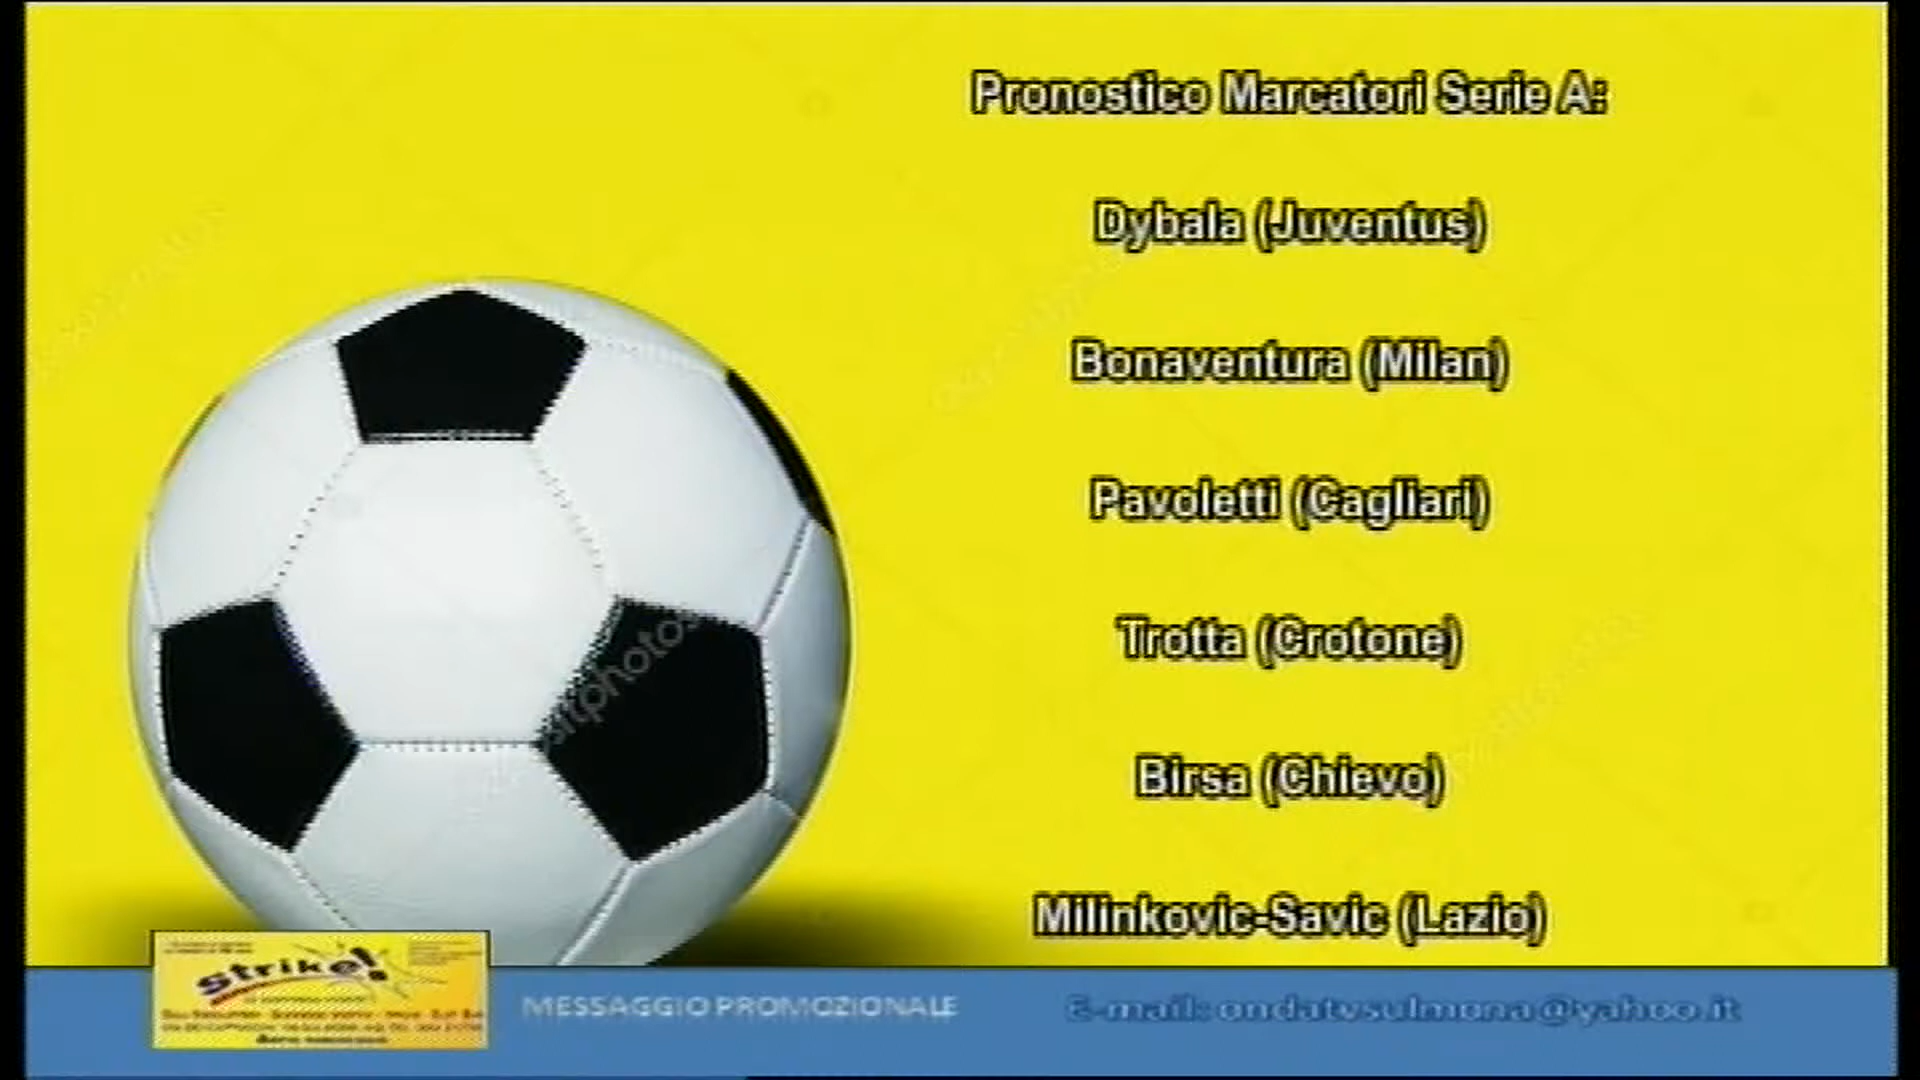 Pronostico Marcatori Serie A:
Dybala (Juventus)
Bonaventura (Milan)
Pavoletti (Cagliari)
Trotta (Crotone)
Birsa (Chievo)
Milinkovic-Savic (Lazio)
sitphotos
strike!
MESSAGGIO PROMOZIONALE
E-mail: ondatvsulmona@yahoo.it